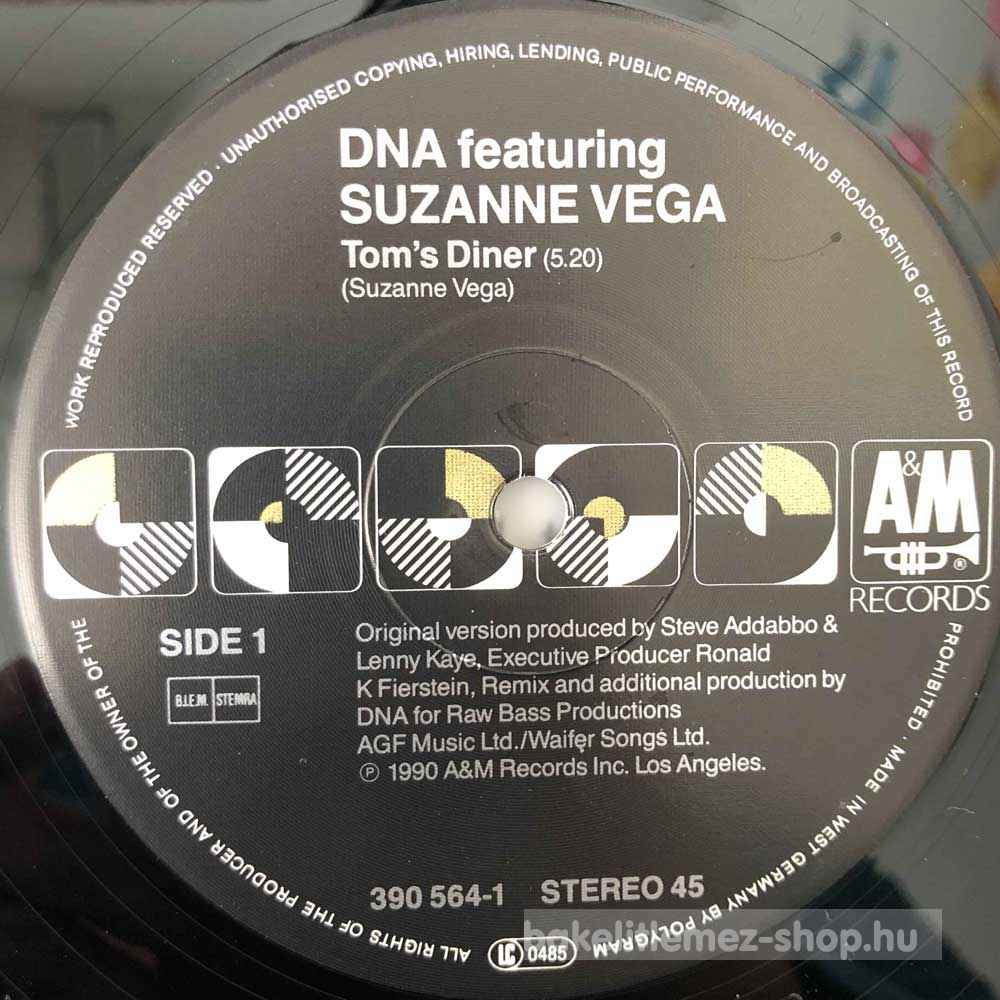 WORK REPRODUCED RESERVED · UNAUTHORISED COPYING, HIRING, LENDING, PUBLIC PERFORMANCE AND BROADCASTING OF THIS RECORD
DNA featuring
SUZANNE VEGA
Tom's Diner (5.20)
(Suzanne Vega)
A&M
®
RECORDS
SIDE 1
B.I.E.M. STEMRA
Original version produced by Steve Addabbo &
Lenny Kaye, Executive Producer Ronald
K Fierstein, Remix and additional production by
DNA for Raw Bass Productions
AGF Music Ltd./Waifer Songs Ltd.
℗ 1990 A&M Records Inc. Los Angeles.
390 564-1 STEREO 45
ALL RIGHTS OF THE PRODUCER AND OF THE OWNER OF THE
LC 0485
PROHIBITED . MADE IN WEST GERMANY BY POLYGRAM
bakelitlemez-shop.hu